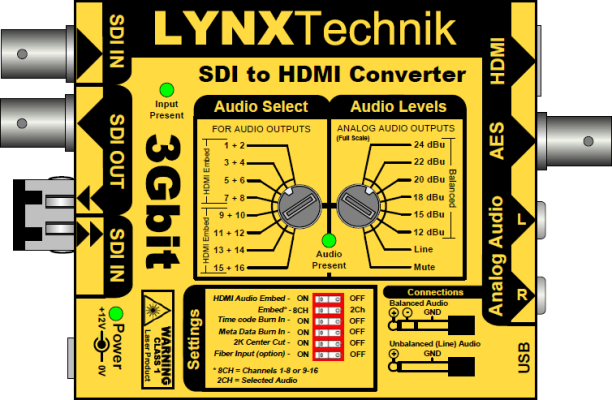 LYNXTechnik
SDI to HDMI Converter
SDI IN
SDI OUT
SDI IN
Input
Present
3Gbit
Audio Select
FOR AUDIO OUTPUTS
HDMI Embed
1 + 2
3 + 4
5 + 6
7 + 8
HDMI Embed
9 + 10
11 + 12
13 + 14
15 + 16
Audio Levels
ANALOG AUDIO OUTPUTS
(Full Scale)
24 dBu
22 dBu
20 dBu
18 dBu
15 dBu
12 dBu
Balanced
Line
Mute
Audio
Present
HDMI
AES
Analog Audio
L
R
USB
Power
+12V
0V
WARNING
CLASS 1
Laser Product
Settings
HDMI Audio Embed - ON OFF
Embed* - 8CH 2Ch
Time code Burn In - ON OFF
Meta Data Burn In - ON OFF
2K Center Cut - ON OFF
Fiber Input (option) - ON OFF
* 8CH = Channels 1-8 or 9-16
2CH = Selected Audio
Connections
Balanced Audio
+ - GND
Unbalanced (Line) Audio
+ GND